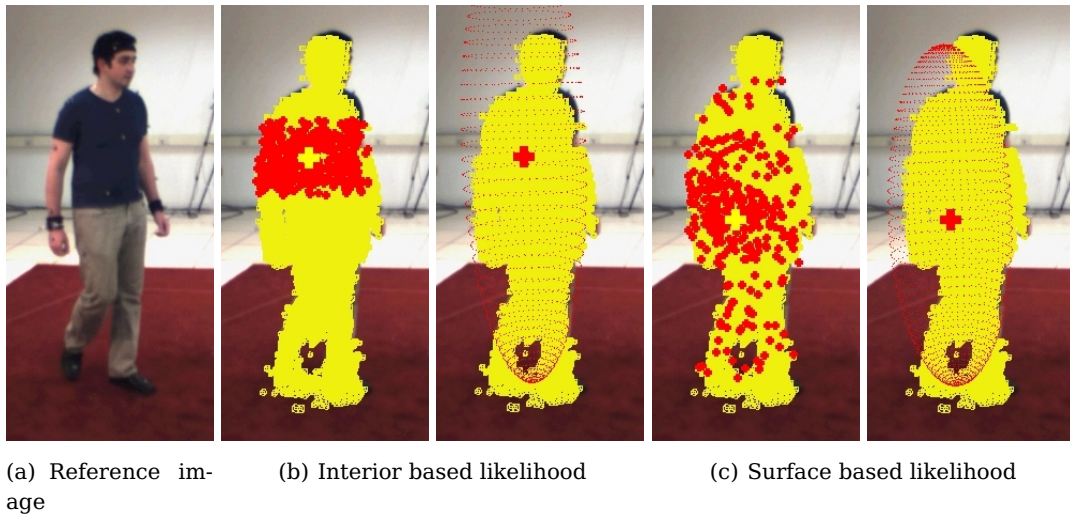 (a) Reference im-
age
(b) Interior based likelihood
(c) Surface based likelihood